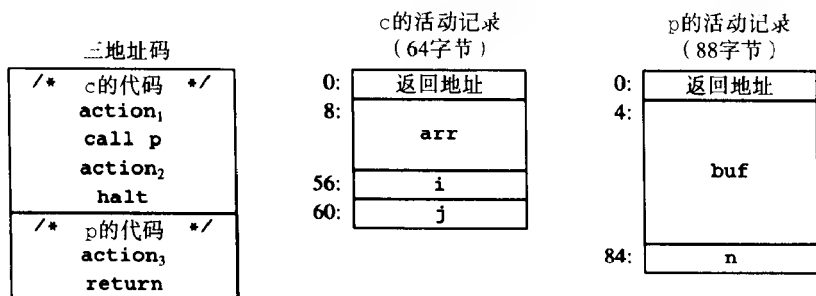 三地址码
/* c的代码 */
action₁
call p
action₂
halt
/* p的代码 */
action₃
return
c的活动记录
(64字节)
0: 返回地址
8: arr
56: i
60: j
p的活动记录
(88字节)
0: 返回地址
4: buf
84: n